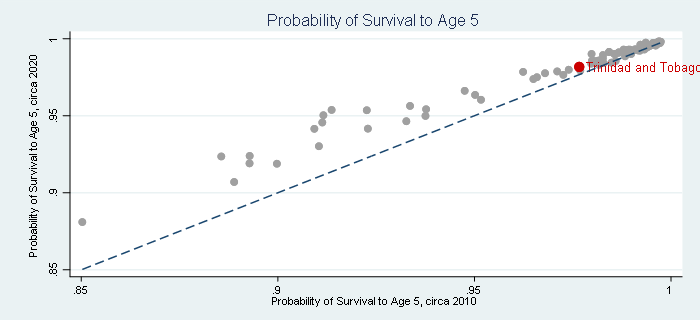 Probability of Survival to Age 5
Probability of Survival to Age 5, circa 2020
1
.95
.9
.85
Trinidad and Tobago
.85
.9
.95
1
Probability of Survival to Age 5, circa 2010